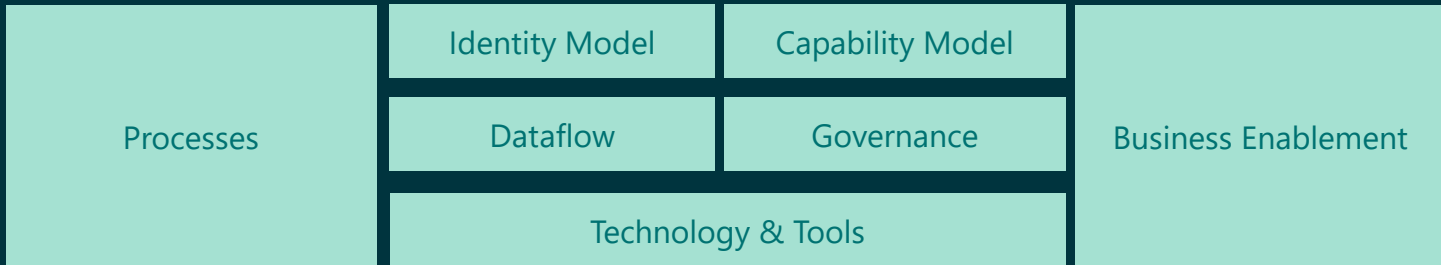 Processes
Identity Model
Capability Model
Dataflow
Governance
Technology & Tools
Business Enablement